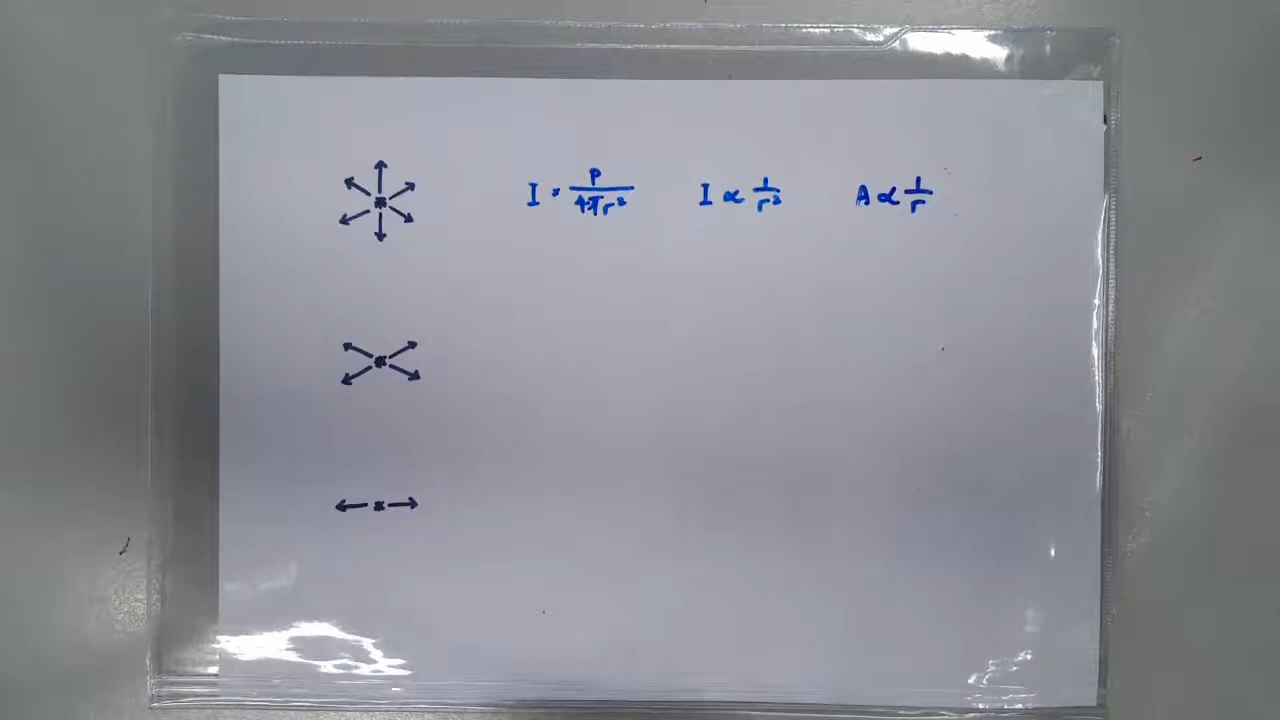 I = P/4πr² I ∝ 1/r² A ∝ 1/r